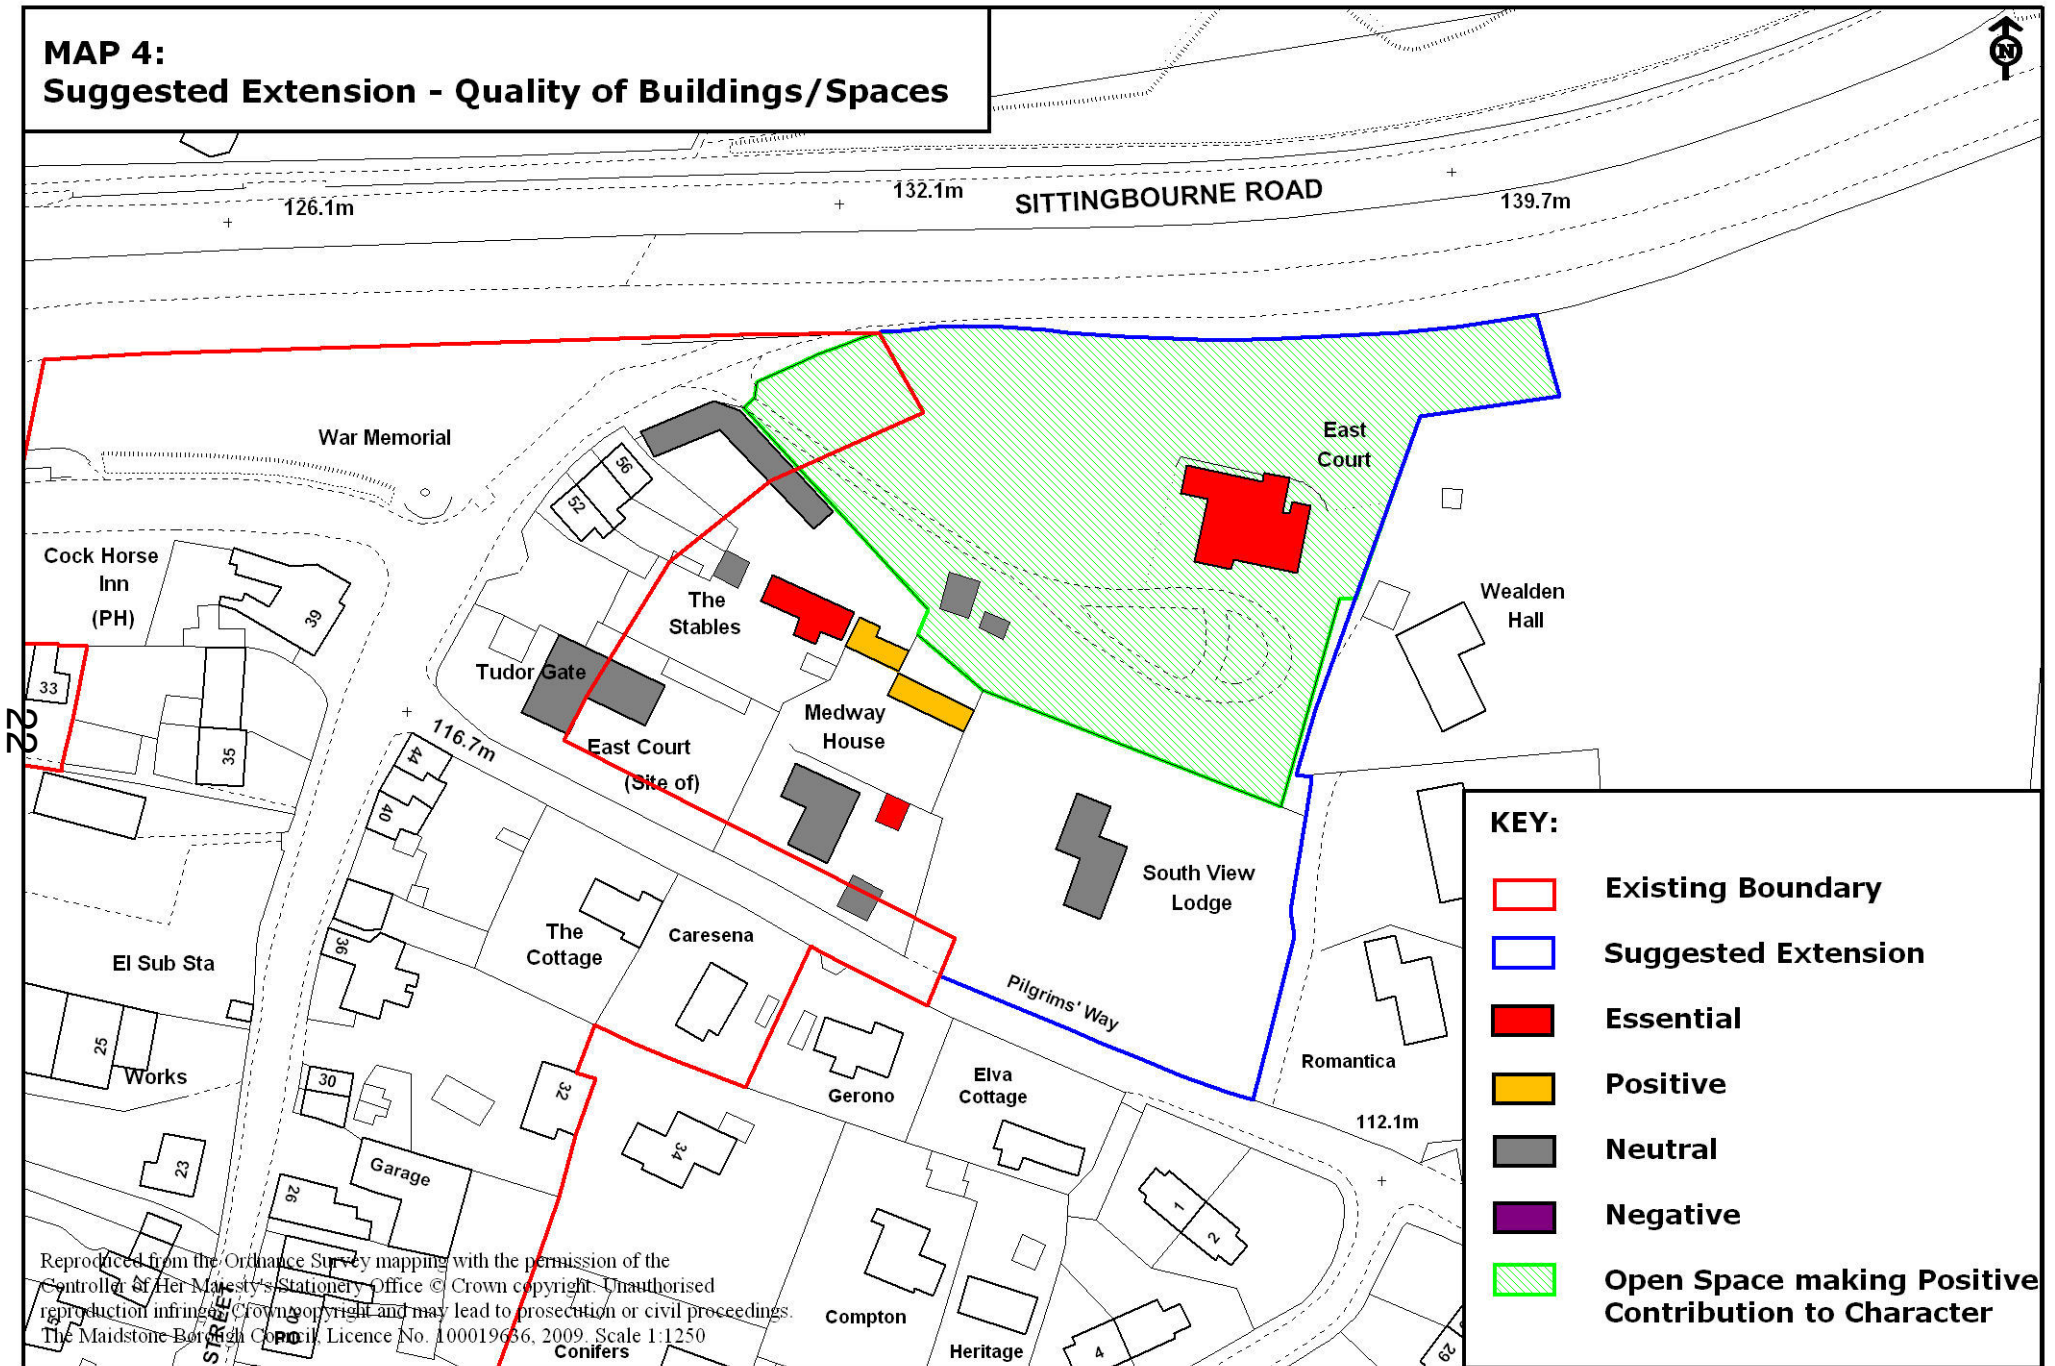 MAP 4:
Suggested Extension - Quality of Buildings/Spaces
N
126.1m
132.1m
SITTINGBOURNE ROAD
139.7m
War Memorial
East
Court
56
52
Cock Horse
Inn
(PH)
39
The
Stables
Wealden
Hall
Tudor Gate
33
22
35
116.7m
44
40
East Court
(Site of)
Medway
House
South View
Lodge
The
Cottage
Caresena
36
El Sub Sta
25
Works
Pilgrims' Way
Romantica
112.1m
Gerono
Elva
Cottage
30
32
34
23
Garage
26
1
2
Compton
Heritage
Conifers
4
29
PO
STREET
KEY:
Existing Boundary
Suggested Extension
Essential
Positive
Neutral
Negative
Open Space making Positive
Contribution to Character
Reproduced from the Ordnance Survey mapping with the permission of the
Controller of Her Majesty's Stationery Office © Crown copyright. Unauthorised
reproduction infringes Crown copyright and may lead to prosecution or civil proceedings.
The Maidstone Borough Council, Licence No. 100019636, 2009. Scale 1:1250